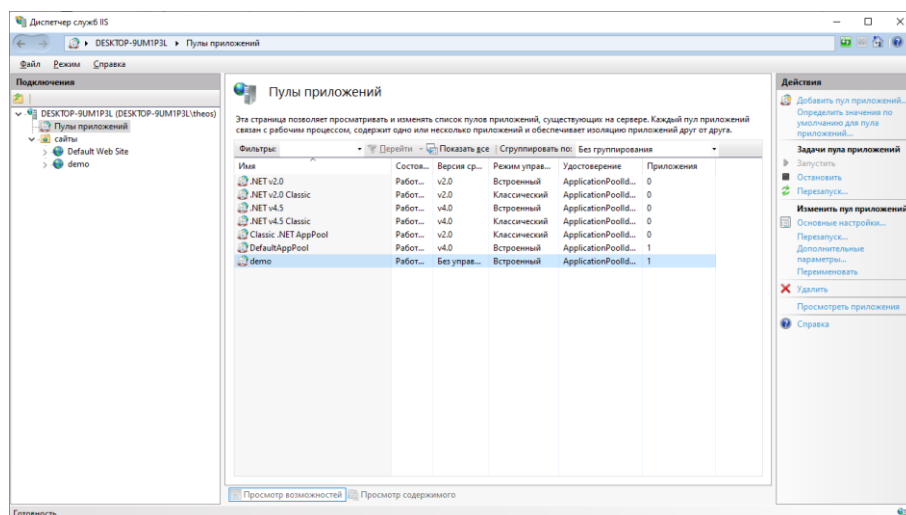 Диспетчер служб IIS
DESKTOP-9UM1P3L Пулы приложений
Файл Режим Справка
Подключения
DESKTOP-9UM1P3L (DESKTOP-9UM1P3L\theos)
Пулы приложений
сайты
Default Web Site
demo
Пулы приложений
Эта страница позволяет просматривать и изменять список пулов приложений, существующих на сервере. Каждый пул приложений
связан с рабочим процессом, содержит одно или несколько приложений и обеспечивает изоляцию приложений друг от друга.
Фильтры: Перейти Показать все Сгруппировать по: Без группирования
Имя Состоя... Версия ср... Режим управ... Удостоверение Приложения
.NET v2.0 Работ... v2.0 Встроенный ApplicationPoolId... 0
.NET v2.0 Classic Работ... v2.0 Классический ApplicationPoolId... 0
.NET v4.5 Работ... v4.0 Встроенный ApplicationPoolId... 0
.NET v4.5 Classic Работ... v4.0 Классический ApplicationPoolId... 0
Classic .NET AppPool Работ... v2.0 Классический ApplicationPoolId... 0
DefaultAppPool Работ... v4.0 Встроенный ApplicationPoolId... 1
demo Работ... Без управ... Встроенный ApplicationPoolId... 1
Просмотр возможностей Просмотр содержимого
Действия
Добавить пул приложений...
Определить значения по
умолчанию для пула
приложений...
Задачи пула приложений
Запустить
Остановить
Перезапуск...
Изменить пул приложений
Основные настройки...
Перезапуск...
Дополнительные
параметры...
Переименовать
Удалить
Просмотреть приложения
Справка
Готовность